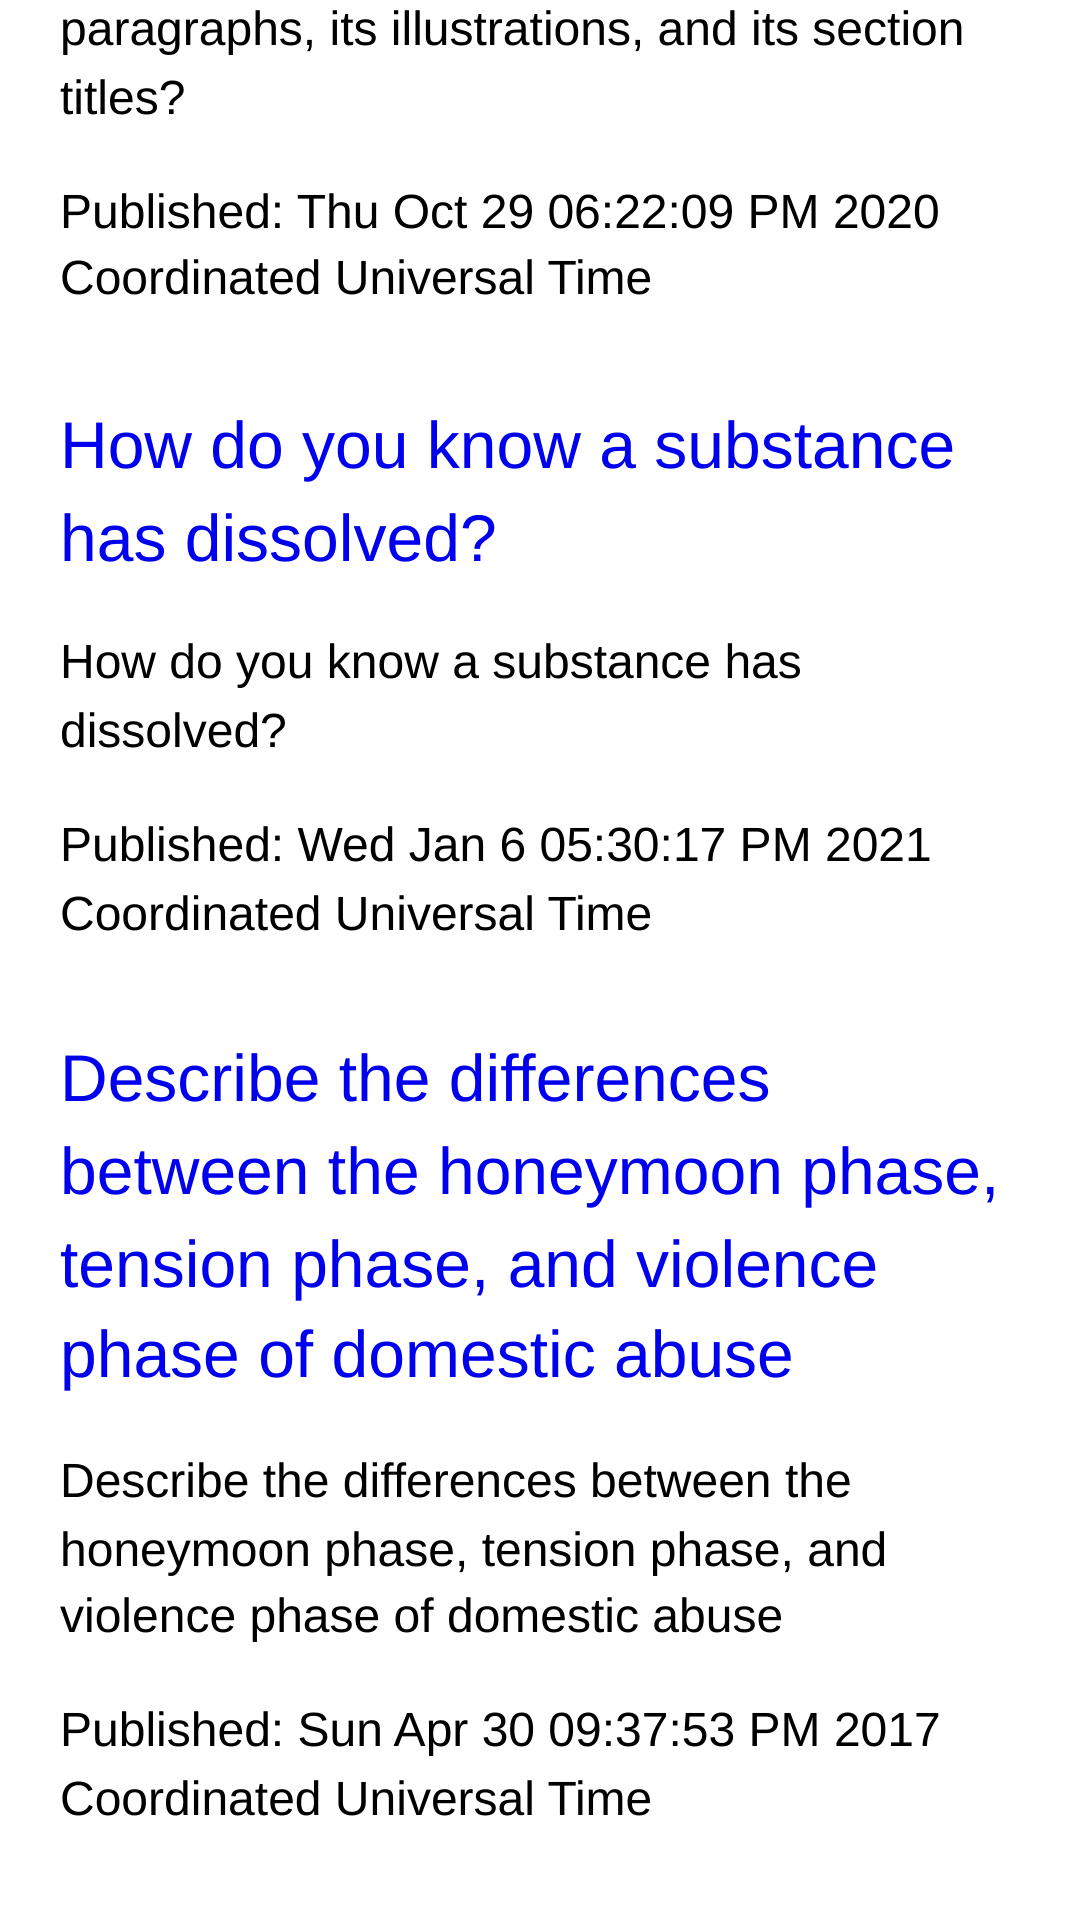 paragraphs, its illustrations, and its section
titles?
Published: Thu Oct 29 06:22:09 PM 2020
Coordinated Universal Time
How do you know a substance
has dissolved?
How do you know a substance has
dissolved?
Published: Wed Jan 6 05:30:17 PM 2021
Coordinated Universal Time
Describe the differences
between the honeymoon phase,
tension phase, and violence
phase of domestic abuse
Describe the differences between the
honeymoon phase, tension phase, and
violence phase of domestic abuse
Published: Sun Apr 30 09:37:53 PM 2017
Coordinated Universal Time